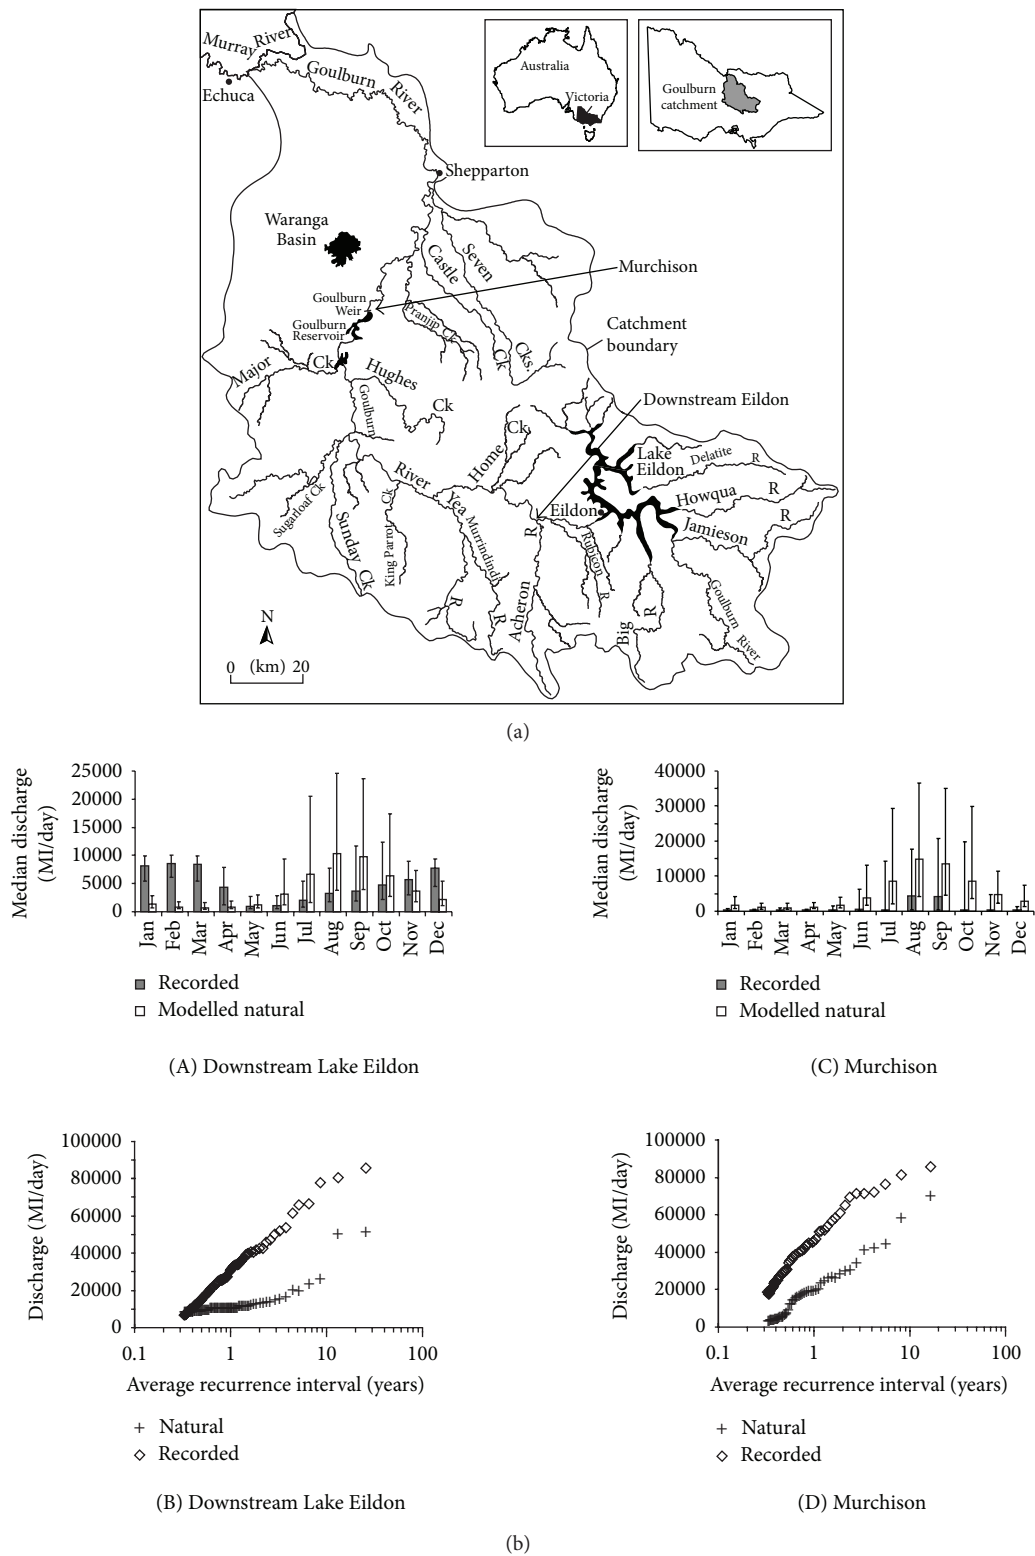 Murray River
Goulburn
River
Echuca
Australia
Victoria
Goulburn
catchment
Shepparton
Waranga
Basin
Castle
Ck
Seven
Cks.
Murchison
Goulburn
Weir
Goulburn
Reservoir
Pranjip Ck
Catchment
boundary
Major
Ck
Hughes
Ck
Goulburn
River
Downstream Eildon
Home
Ck
Lake
Eildon
Delatite R
Howqua R
Jamieson R
Eildon
Sugarloaf Ck
Sunday Ck
King Parrot Ck
Yea
R
Murrindindi
R
Acheron
R
Rubicon
R
Big
R
Goulburn
River
N
0 (km) 20
(a)
Median discharge
(MI/day)
25000
20000
15000
10000
5000
0
Jan
Feb
Mar
Apr
May
Jun
Jul
Aug
Sep
Oct
Nov
Dec
Recorded
Modelled natural
(A) Downstream Lake Eildon
Median discharge
(MI/day)
40000
30000
20000
10000
0
Jan
Feb
Mar
Apr
May
Jun
Jul
Aug
Sep
Oct
Nov
Dec
Recorded
Modelled natural
(C) Murchison
Discharge (MI/day)
100000
80000
60000
40000
20000
0
0.1 1 10 100
Average recurrence interval (years)
Natural
Recorded
(B) Downstream Lake Eildon
Discharge (MI/day)
100000
80000
60000
40000
20000
0
0.1 1 10 100
Average recurrence interval (years)
Natural
Recorded
(D) Murchison
(b)